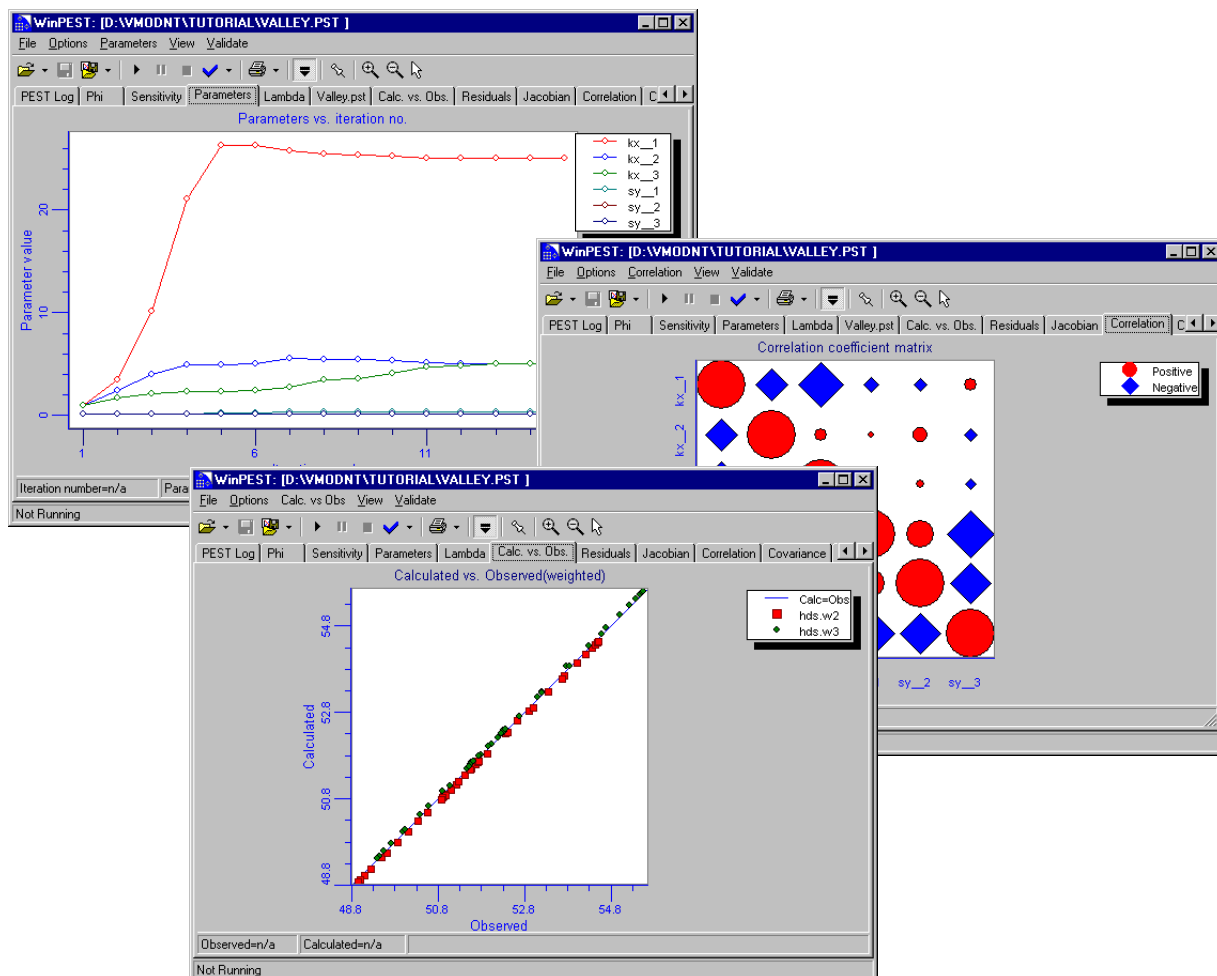 WinPEST: [D:\VMODNT\TUTORIAL\VALLEY.PST ]
File Options Parameters View Validate
PEST Log Phi Sensitivity Parameters Lambda Valley.pst Calc. vs. Obs. Residuals Jacobian Correlation C
Parameters vs. iteration no.
kx__1
kx__2
kx__3
sy__1
sy__2
sy__3
Parameter value
20
10
0
1 6 11
Iteration number=n/a Para
Not Running
WinPEST: [D:\VMODNT\TUTORIAL\VALLEY.PST ]
File Options Correlation View Validate
PEST Log Phi Sensitivity Parameters Lambda Valley.pst Calc. vs. Obs. Residuals Jacobian Correlation C
Correlation coefficient matrix
Positive
Negative
kx__1
kx__2
sy__2 sy__3
WinPEST: [D:\VMODNT\TUTORIAL\VALLEY.PST ]
File Options Calc. vs Obs View Validate
PEST Log Phi Sensitivity Parameters Lambda Calc. vs. Obs. Residuals Jacobian Correlation Covariance
Calculated vs. Observed(weighted)
Calc=Obs
hds.w2
hds.w3
Calculated
54.8
52.8
50.8
48.8
48.8 50.8 52.8 54.8
Observed
Observed=n/a Calculated=n/a
Not Running